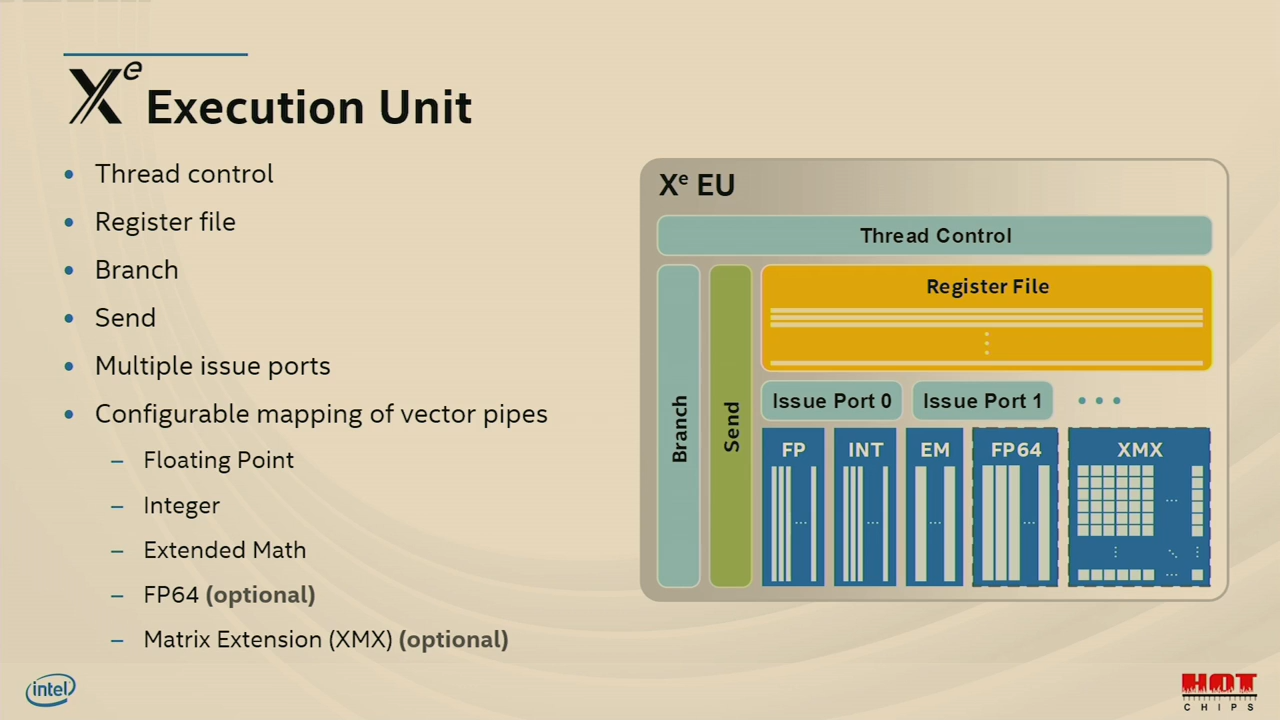 Xe Execution Unit
• Thread control
• Register file
• Branch
• Send
• Multiple issue ports
• Configurable mapping of vector pipes
– Floating Point
– Integer
– Extended Math
– FP64 (optional)
– Matrix Extension (XMX) (optional)
Xe EU
Thread Control
Branch
Send
Register File
Issue Port 0
Issue Port 1
FP
INT
EM
FP64
XMX
intel
HOT
CHIPS